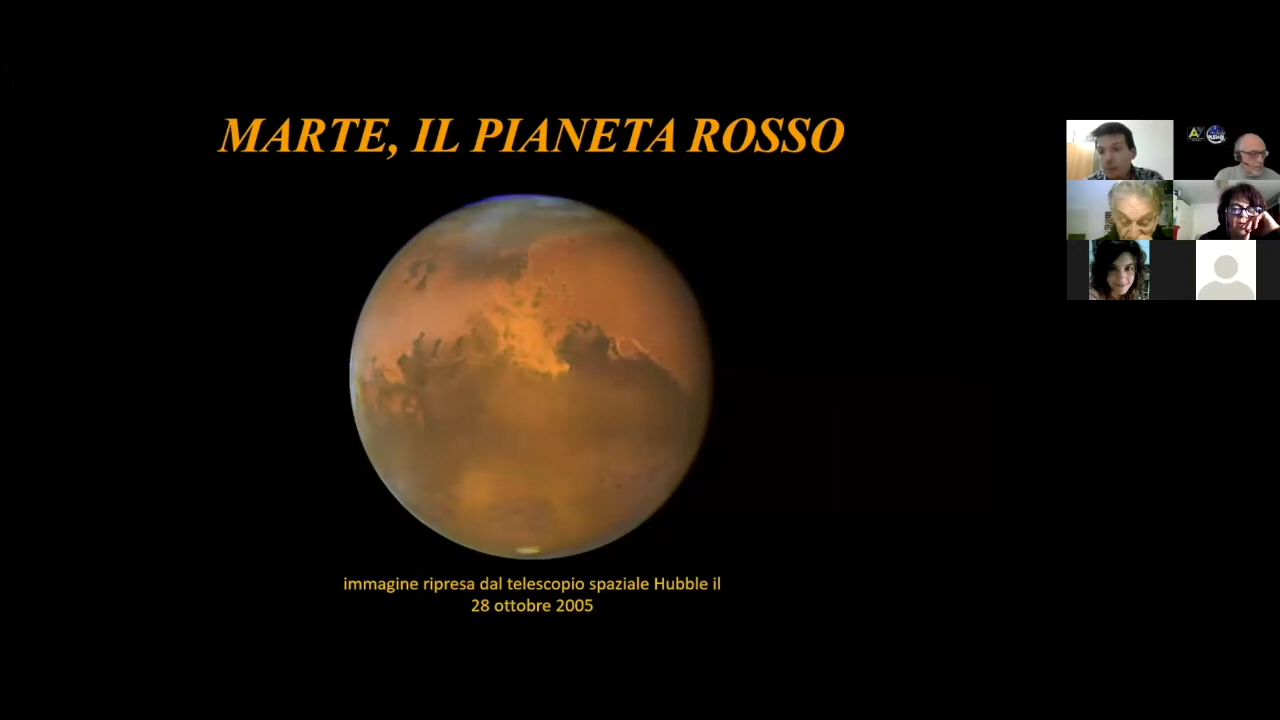 MARTE, IL PIANETA ROSSO
immagine ripresa dal telescopio spaziale Hubble il
28 ottobre 2005